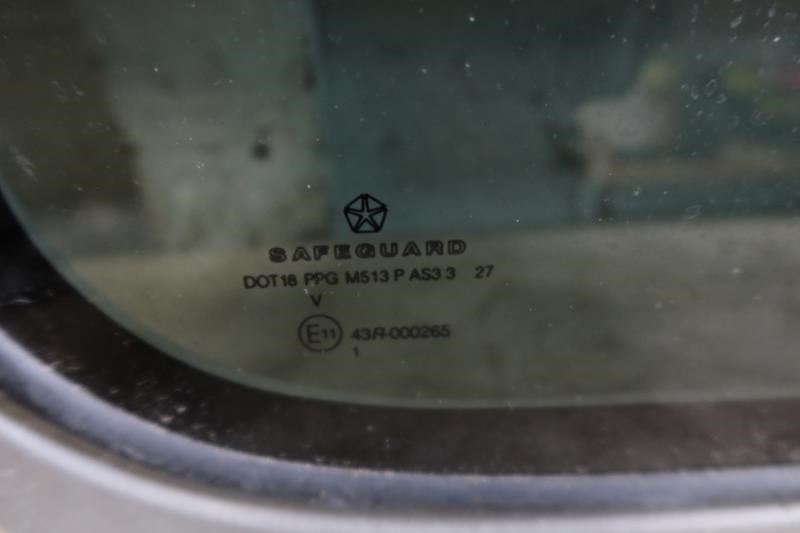 SAFEGUARD
DOT18 PPG M513 P AS3 3 27
V
E11 43R-000265
1